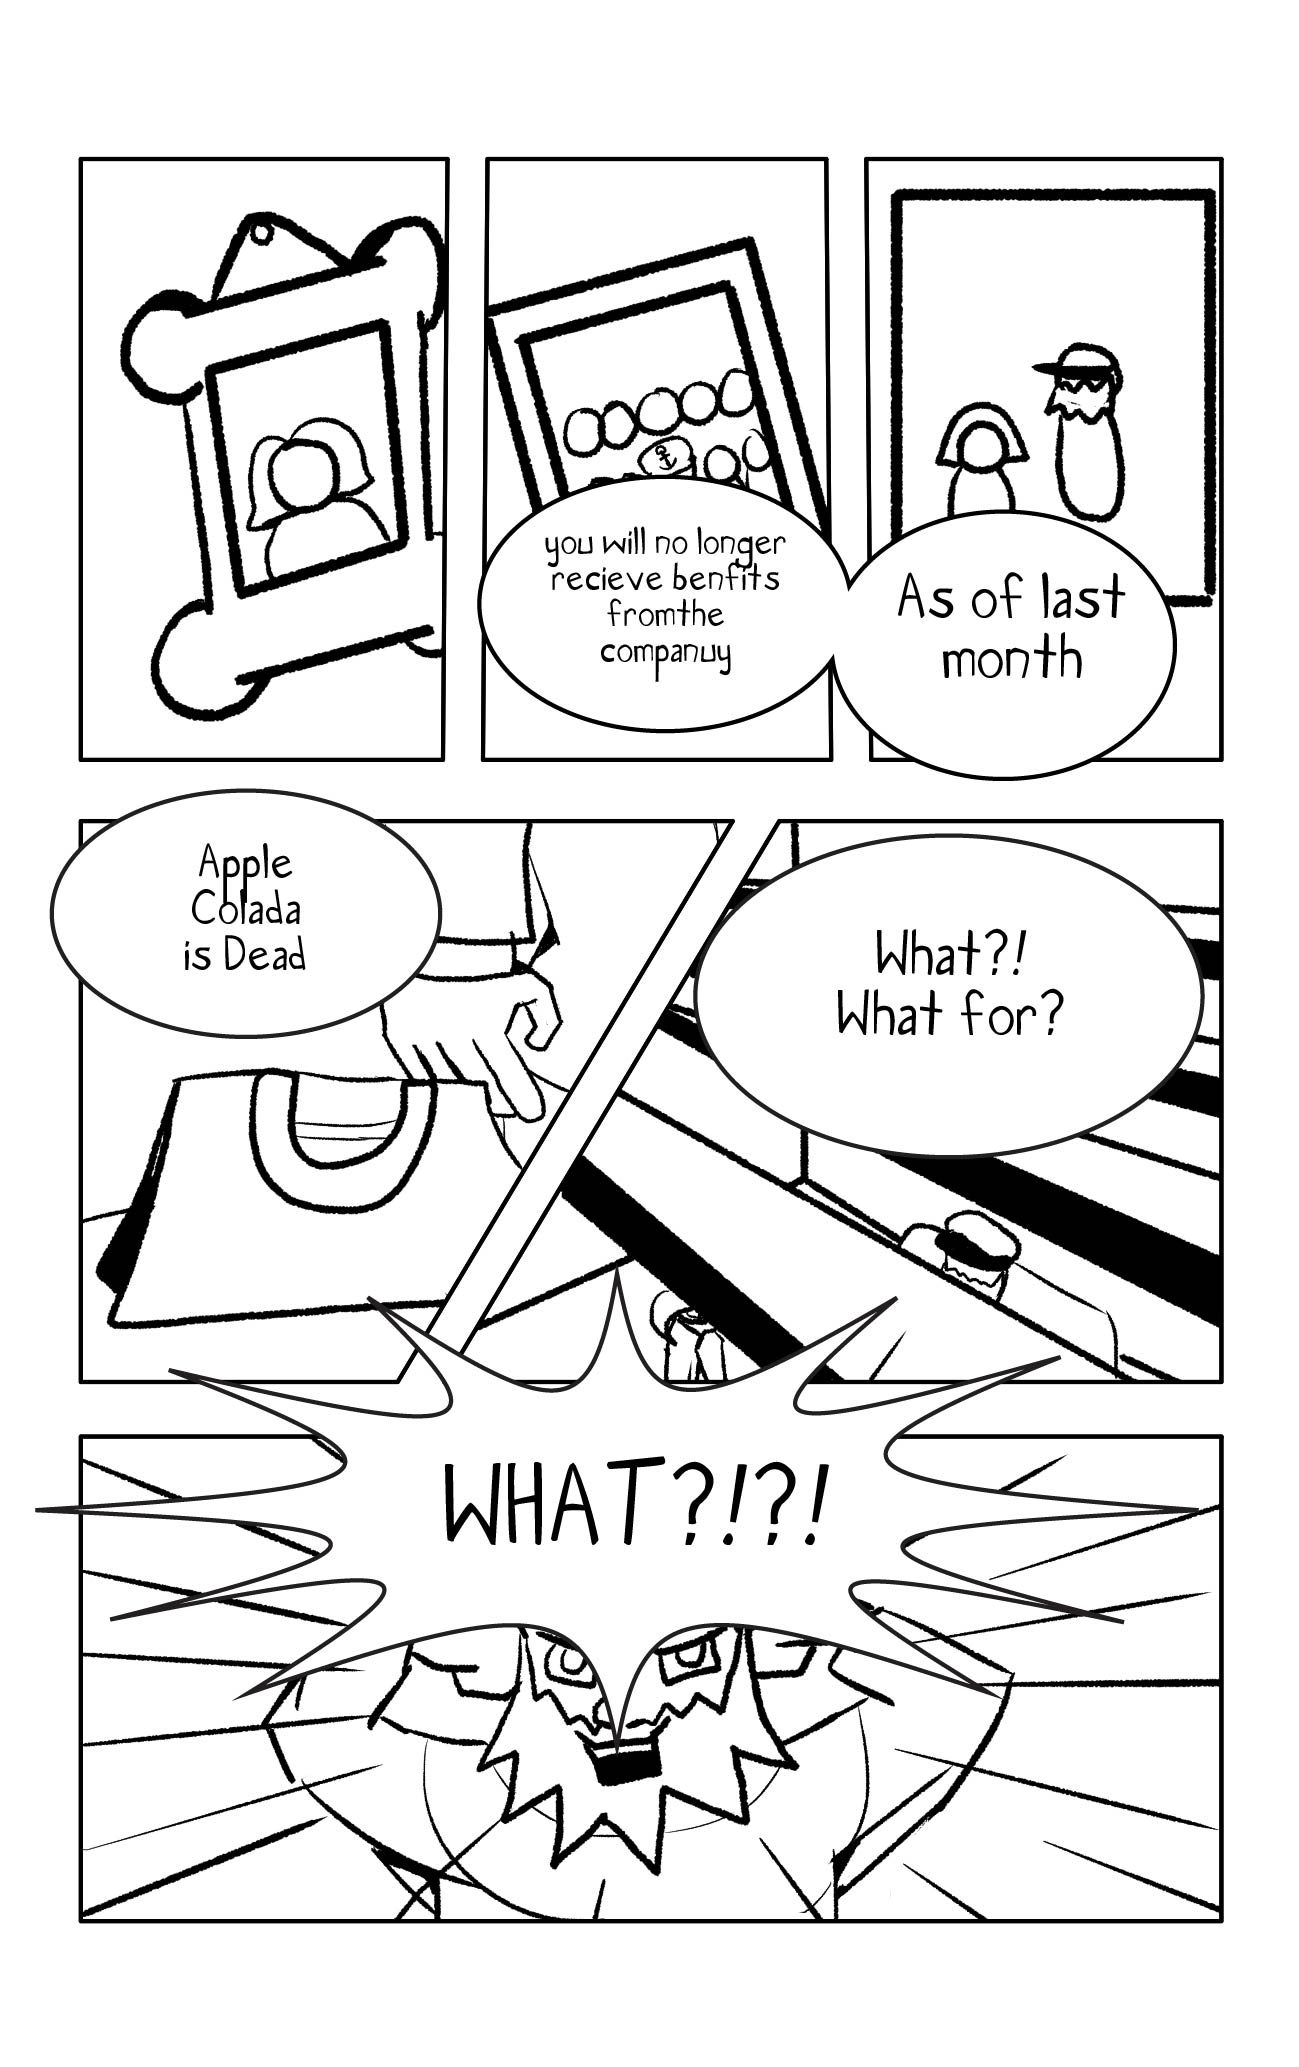 you will no longer
recieve benfits
fromthe
companuy
As of last
month
Apple
Colada
is Dead
What?!
What for?
WHAT?!?!